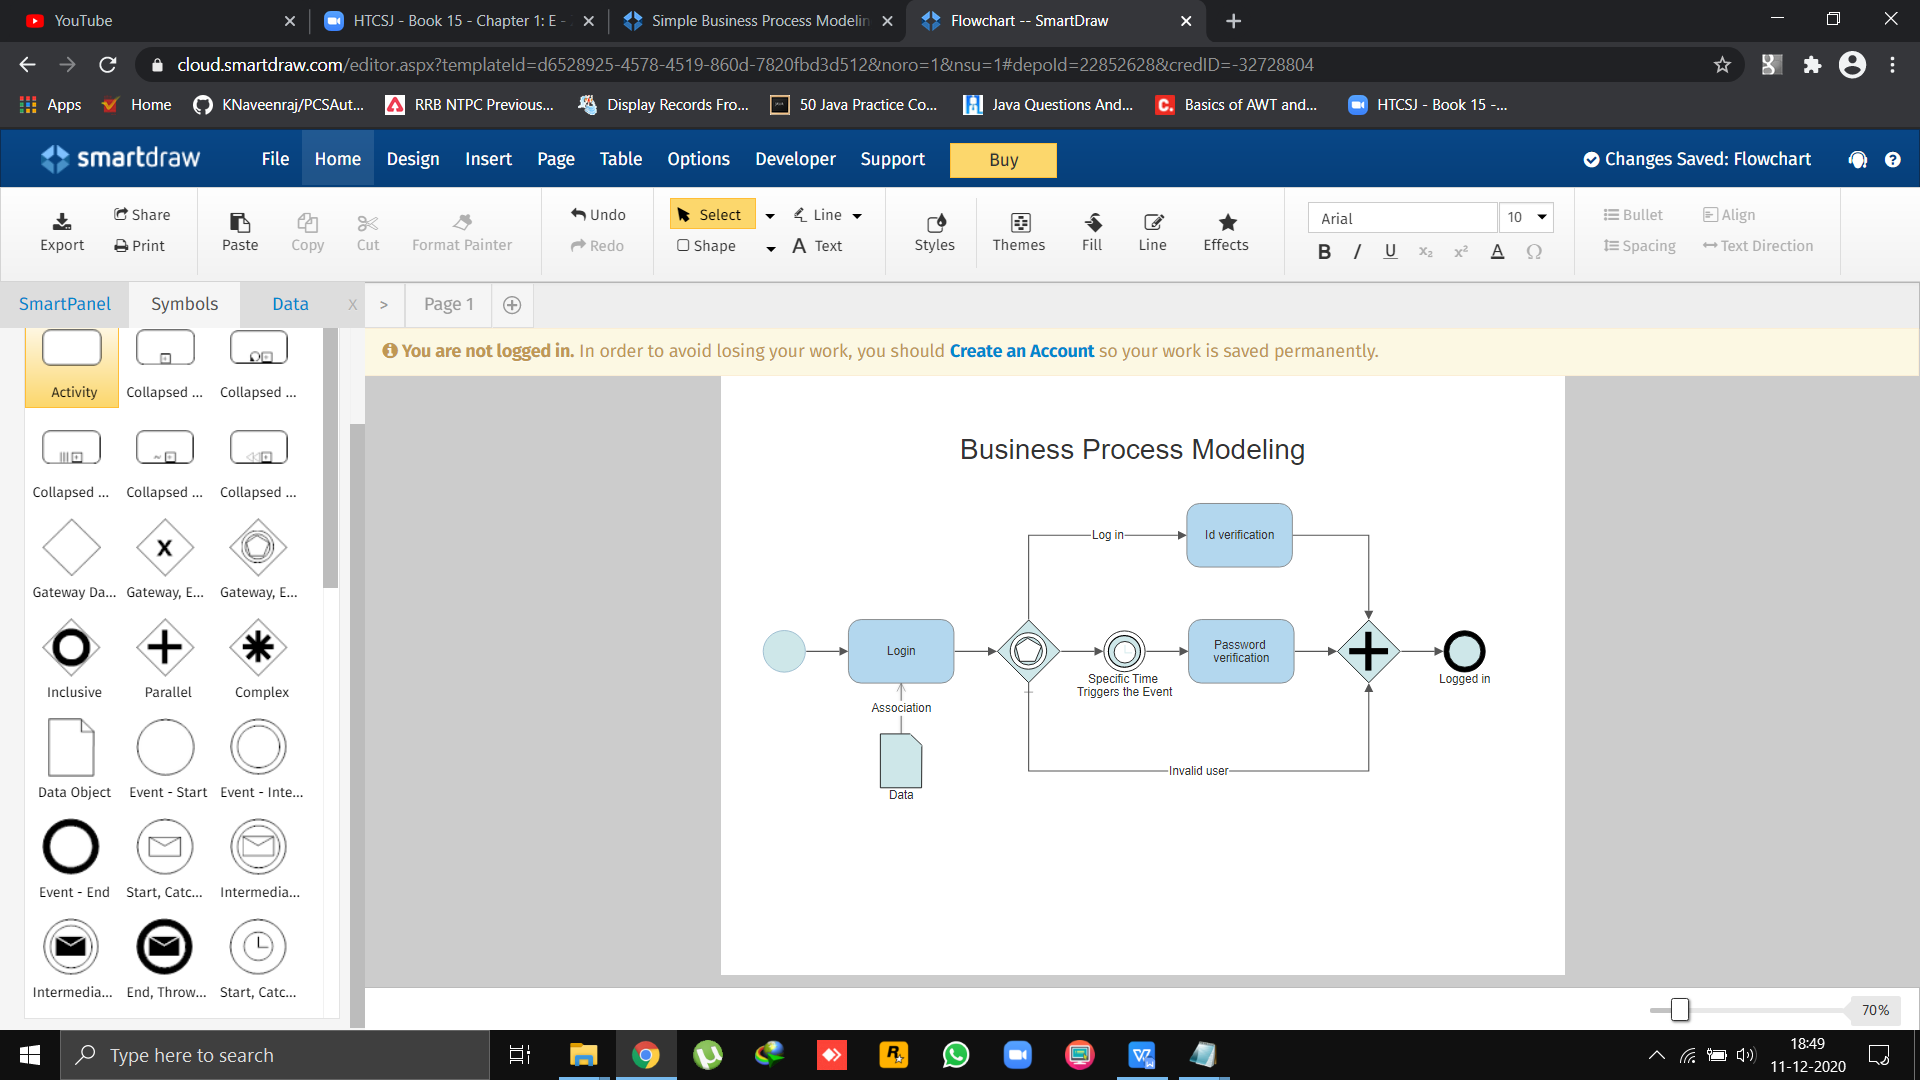 YouTube
HTCSJ - Book 15 - Chapter 1: E -
Simple Business Process Modelin
Flowchart -- SmartDraw
cloud.smartdraw.com/editor.aspx?templateId=d6528925-4578-4519-860d-7820fbd3d512&noro=1&nsu=1#depoId=22852628&credID=-32728804
Apps
Home
KNaveenraj/PCSAut...
RRB NTPC Previous...
Display Records Fro...
50 Java Practice Co...
Java Questions And...
Basics of AWT and...
HTCSJ - Book 15 -...
smartdraw
File
Home
Design
Insert
Page
Table
Options
Developer
Support
Buy
Changes Saved: Flowchart
Export
Share
Print
Paste
Copy
Cut
Format Painter
Undo
Redo
Select
Line
Shape
Text
Styles
Themes
Fill
Line
Effects
Arial
10
Bullet
Align
Spacing
Text Direction
SmartPanel
Symbols
Data
X
>
Page 1
You are not logged in. In order to avoid losing your work, you should Create an Account so your work is saved permanently.
Activity
Collapsed ...
Collapsed ...
Collapsed ...
Collapsed ...
Collapsed ...
Gateway Da...
Gateway, E...
Gateway, E...
Inclusive
Parallel
Complex
Data Object
Event - Start
Event - Inte...
Event - End
Start, Catc...
Intermedia...
Intermedia...
End, Throw...
Start, Catc...
Business Process Modeling
Log in
Id verification
Login
Specific Time
Triggers the Event
Password
verification
Logged in
Association
Data
Invalid user
70%
Type here to search
18:49
11-12-2020